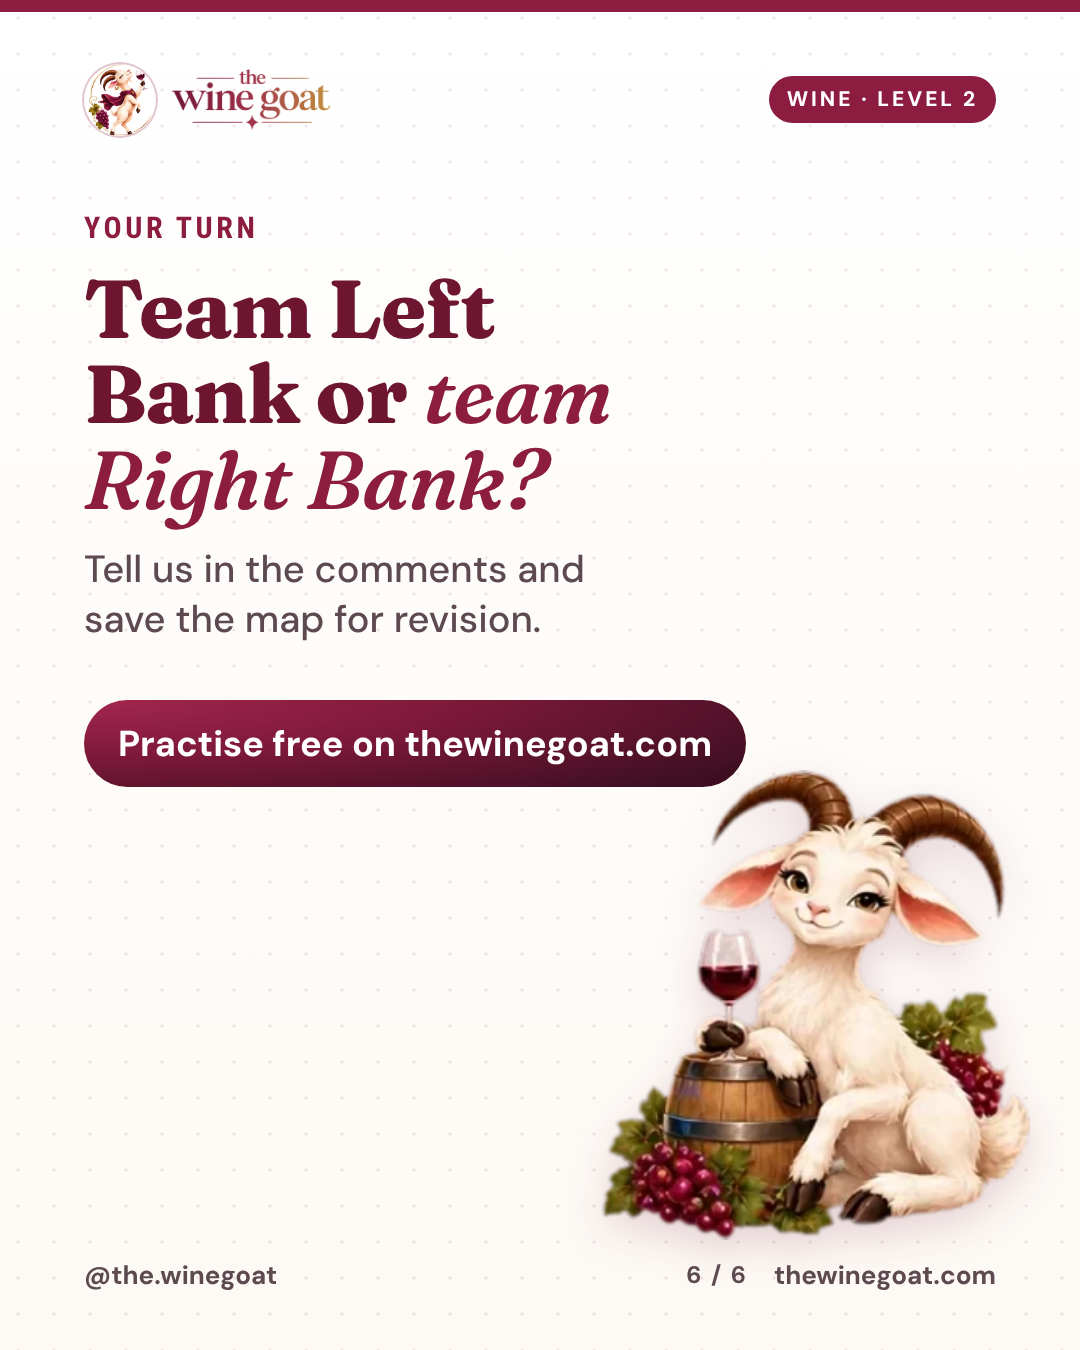 the
wine goat
WINE · LEVEL 2
YOUR TURN
Team Left
Bank or team
Right Bank?
Tell us in the comments and
save the map for revision.
Practise free on thewinegoat.com
@the.winegoat
6 / 6
thewinegoat.com